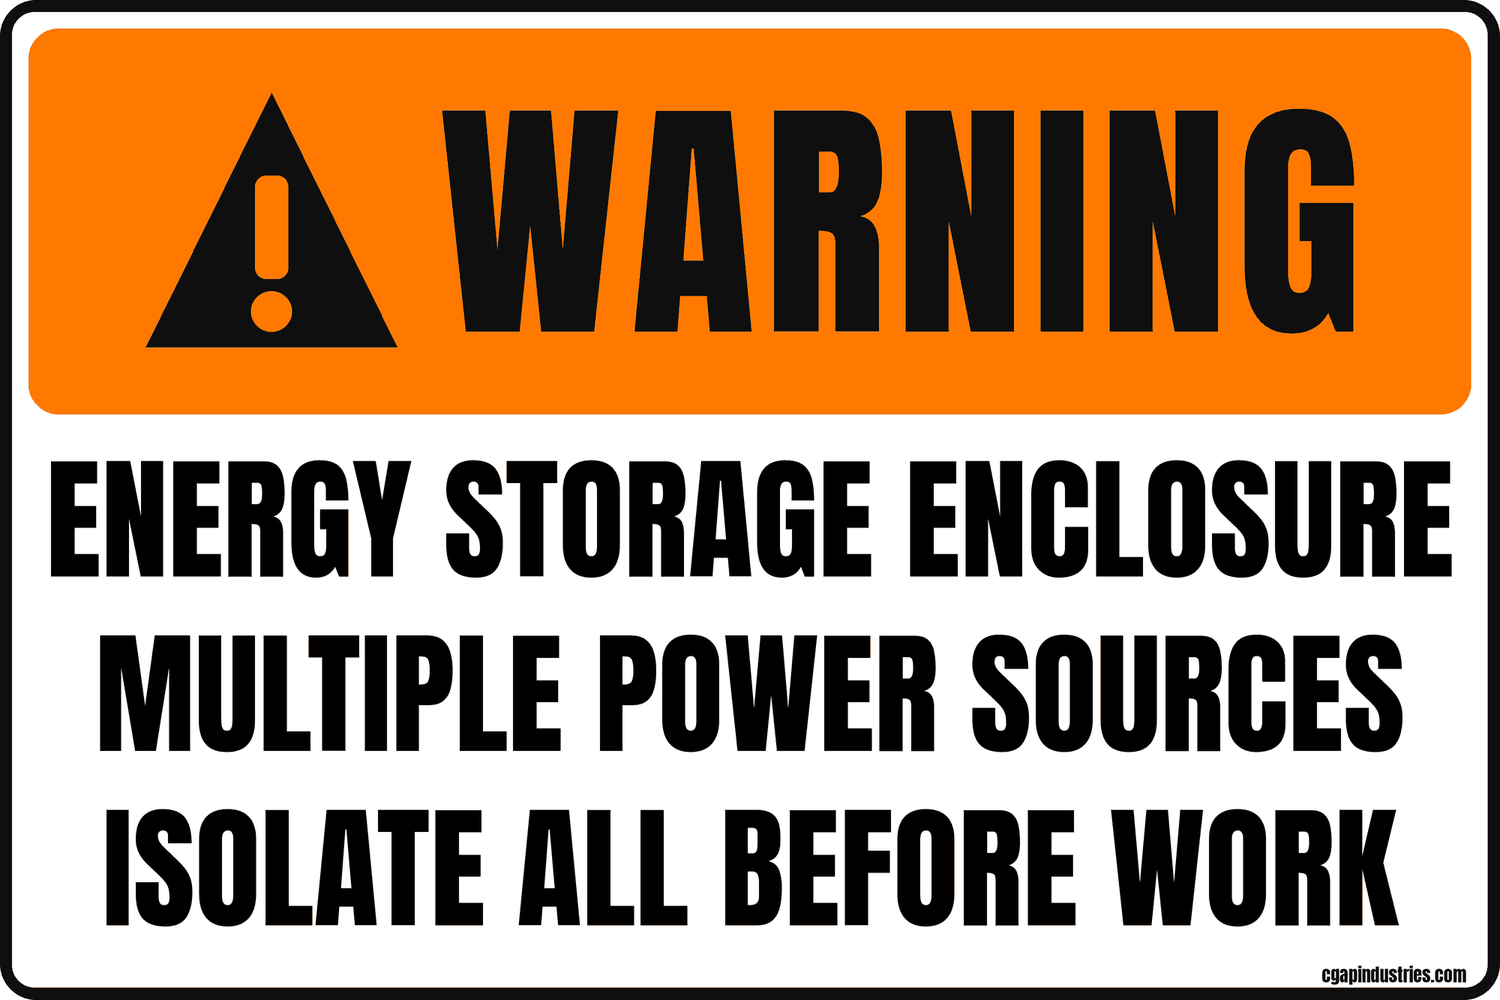 WARNING
ENERGY STORAGE ENCLOSURE
MULTIPLE POWER SOURCES
ISOLATE ALL BEFORE WORK
cgapindustries.com